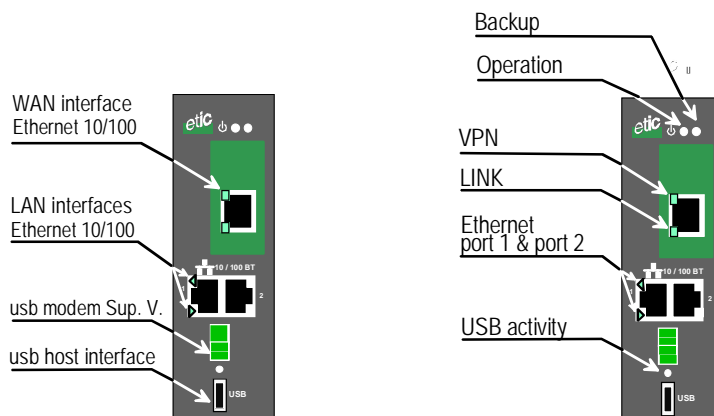 WAN interface
Ethernet 10/100
LAN interfaces
Ethernet 10/100
usb modem Sup. V.
usb host interface
etic
10 / 100 BT
1
2
USB
Backup
Operation
VPN
LINK
Ethernet
port 1 & port 2
USB activity
etic
10 / 100 BT
1
2
USB